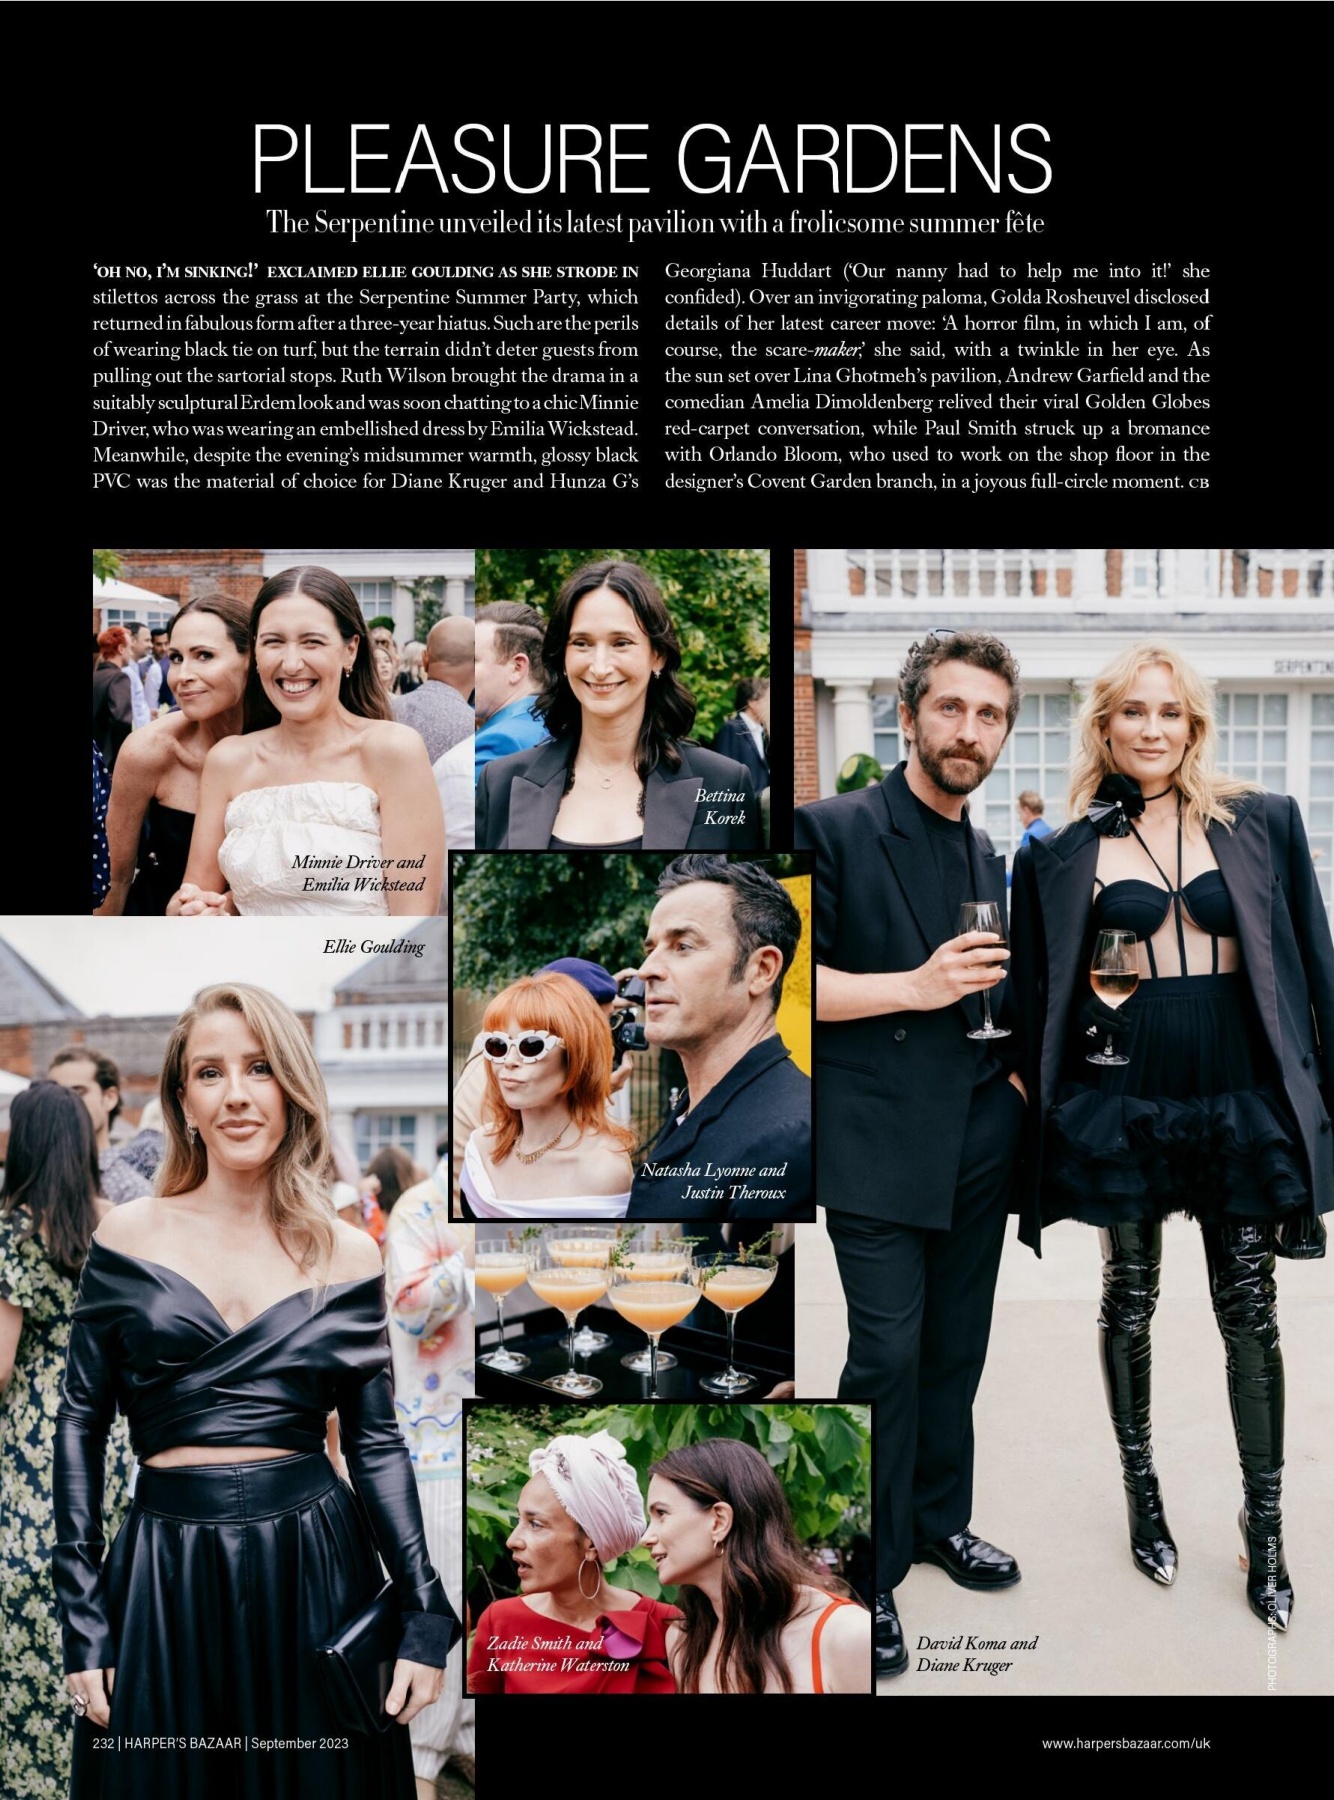 PLEASURE GARDENS
The Serpentine unveiled its latest pavilion with a frolicsome summer fête
‘OH NO, I’M SINKING!’ EXCLAIMED ELLIE GOULDING AS SHE STRODE IN
stilettos across the grass at the Serpentine Summer Party, which
returned in fabulous form after a three-year hiatus. Such are the perils
of wearing black tie on turf, but the terrain didn’t deter guests from
pulling out the sartorial stops. Ruth Wilson brought the drama in a
suitably sculptural Erdem look and was soon chatting to a chic Minnie
Driver, who was wearing an embellished dress by Emilia Wickstead.
Meanwhile, despite the evening’s midsummer warmth, glossy black
PVC was the material of choice for Diane Kruger and Hunza G’s
Georgiana Huddart (‘Our nanny had to help me into it!’ she
confided). Over an invigorating paloma, Golda Rosheuvel disclosed
details of her latest career move: ‘A horror film, in which I am, of
course, the scare-maker,’ she said, with a twinkle in her eye. As
the sun set over Lina Ghotmeh’s pavilion, Andrew Garfield and the
comedian Amelia Dimoldenberg relived their viral Golden Globes
red-carpet conversation, while Paul Smith struck up a bromance
with Orlando Bloom, who used to work on the shop floor in the
designer’s Covent Garden branch, in a joyous full-circle moment. CB
SERPENTINE
Bettina
Korek
Minnie Driver and
Emilia Wickstead
Ellie Goulding
Natasha Lyonne and
Justin Theroux
Zadie Smith and
Katherine Waterston
David Koma and
Diane Kruger
PHOTOGRAPHS: OLIVER HOLMS
232 | HARPER’S BAZAAR | September 2023
www.harpersbazaar.com/uk